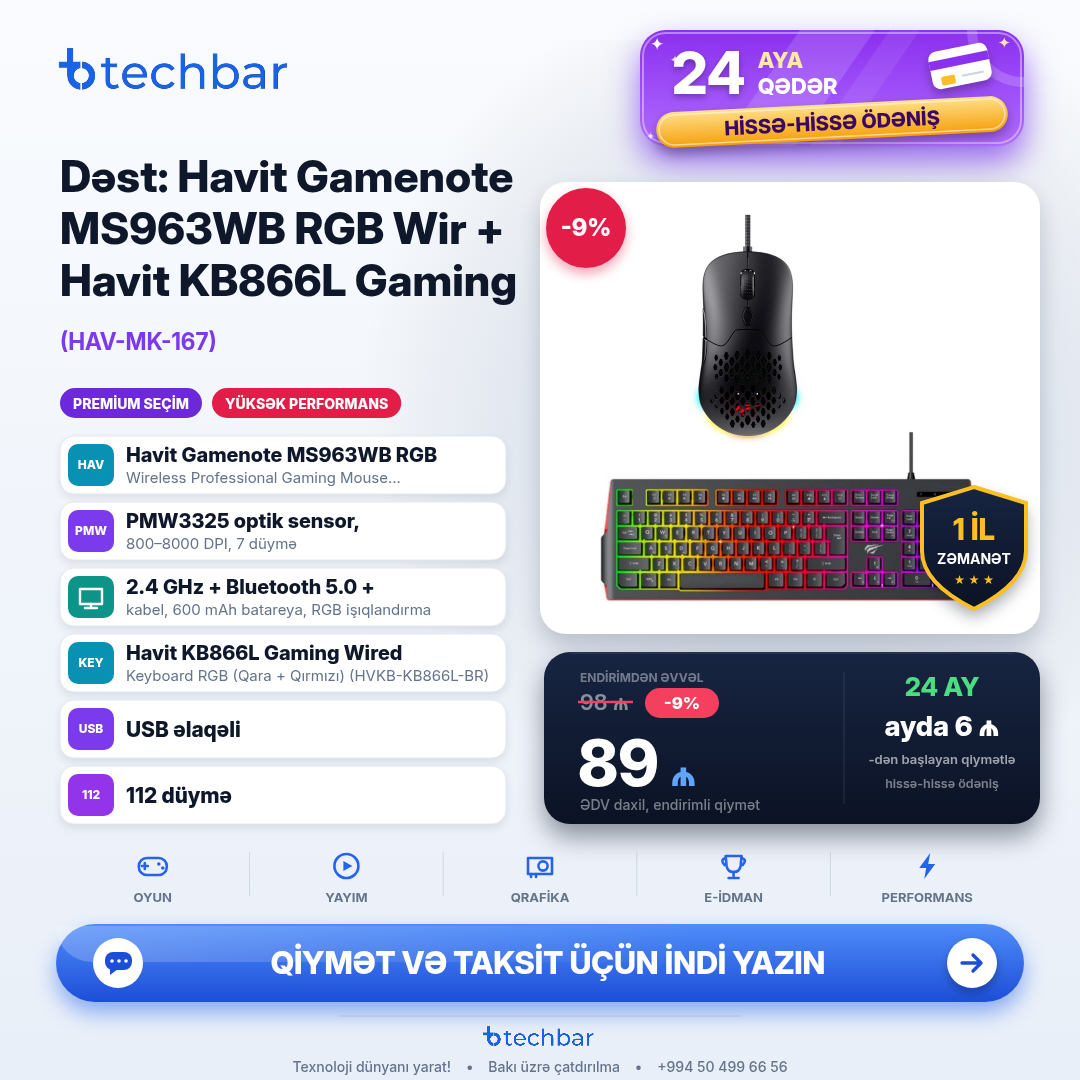 techbar
24 AYA
QƏDƏR
HİSSƏ-HİSSƏ ÖDƏNİŞ
Dəst: Havit Gamenote
MS963WB RGB Wir +
Havit KB866L Gaming
(HAV-MK-167)
PREMİUM SEÇİM
YÜKSƏK PERFORMANS
HAV
Havit Gamenote MS963WB RGB
Wireless Professional Gaming Mouse...
PMW
PMW3325 optik sensor,
800–8000 DPI, 7 düymə
2.4 GHz + Bluetooth 5.0 +
kabel, 600 mAh batareya, RGB işıqlandırma
KEY
Havit KB866L Gaming Wired
Keyboard RGB (Qara + Qırmızı) (HVKB-KB866L-BR)
USB
USB əlaqəli
112
112 düymə
-9%
1 İL
ZƏMANƏT
ENDİRİMDƏN ƏVVƏL
98 ₼
-9%
89 ₼
ƏDV daxil, endirimli qiymət
24 AY
ayda 6 ₼
-dən başlayan qiymətlə
hissə-hissə ödəniş
OYUN
YAYIM
QRAFİKA
E-İDMAN
PERFORMANS
QİYMƏT VƏ TAKSİT ÜÇÜN İNDİ YAZIN
techbar
Texnoloji dünyanı yarat! • Bakı üzrə çatdırılma • +994 50 499 66 56